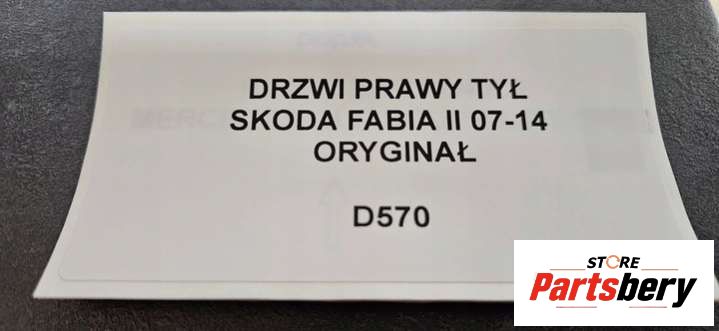 DRZWI PRAWY TYŁ
SKODA FABIA II 07-14
ORYGINAŁ
D570
STORE
Partsbery